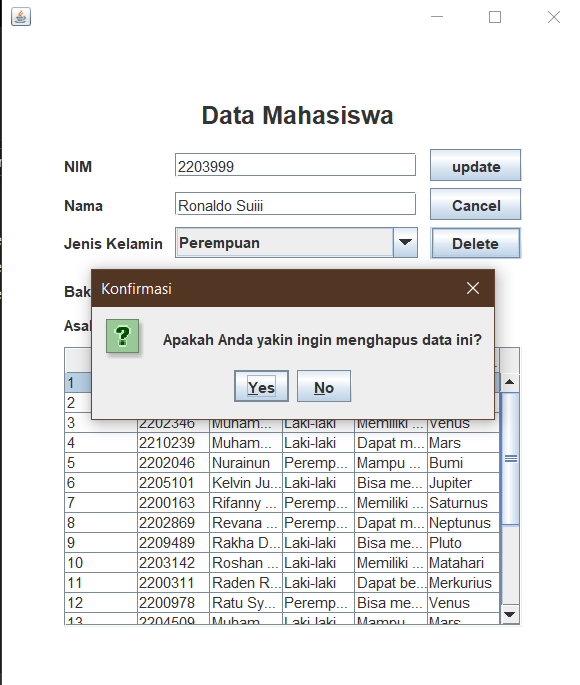 Data Mahasiswa
NIM 2203999 update
Nama Ronaldo Suiii Cancel
Jenis Kelamin Perempuan Delete
Konfirmasi
Bak
Apakah Anda yakin ingin menghapus data ini?
Asal
Yes No
1
2
3 2202346 Muham... Laki-laki Memiliki ... Venus
4 2210239 Muham... Laki-laki Dapat m... Mars
5 2202046 Nurainun Peremp... Mampu ... Bumi
6 2205101 Kelvin Ju... Laki-laki Bisa me... Jupiter
7 2200163 Rifanny ... Peremp... Memiliki ... Saturnus
8 2202869 Revana ... Peremp... Dapat m... Neptunus
9 2209489 Rakha D... Laki-laki Bisa me... Pluto
10 2203142 Roshan ... Laki-laki Memiliki ... Matahari
11 2200311 Raden R... Laki-laki Dapat be... Merkurius
12 2200978 Ratu Sy... Peremp... Bisa me... Venus
13 2204509 Muham... Laki-laki Mampu ... Mars